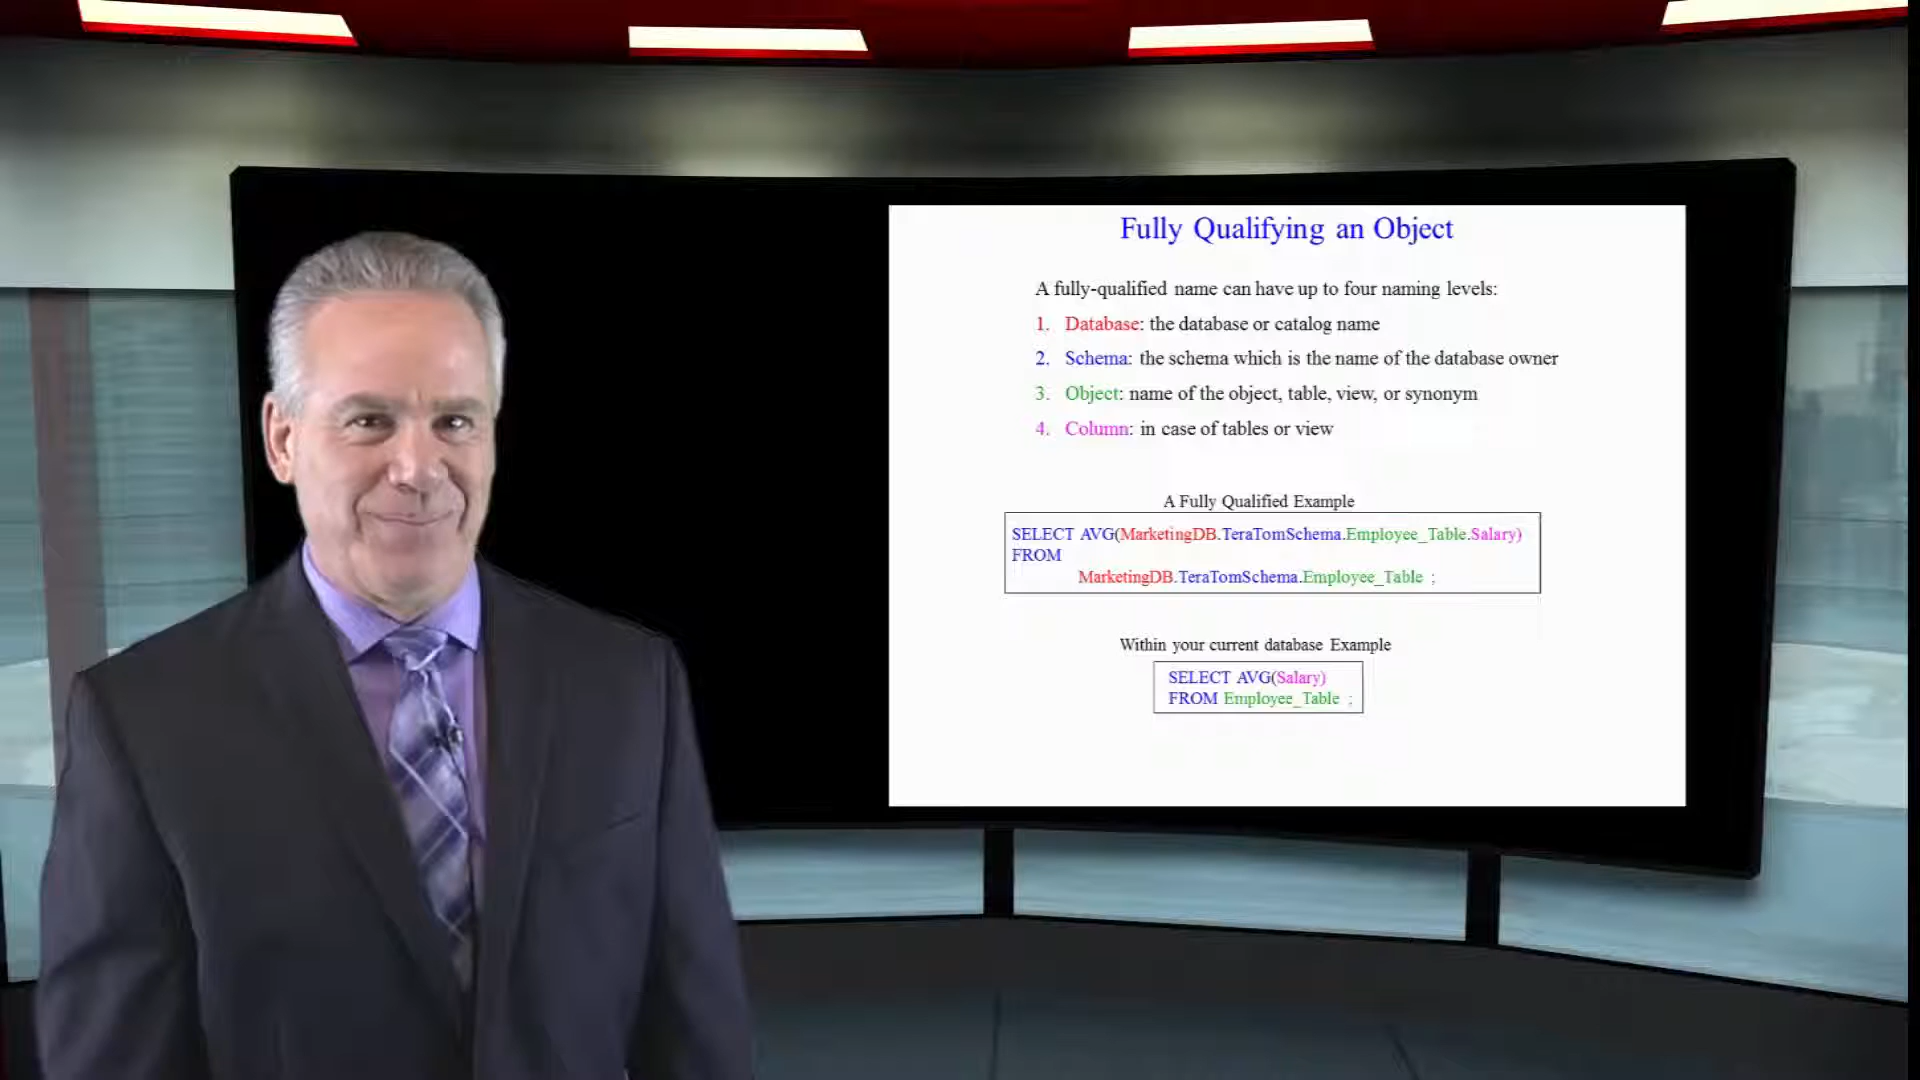 Fully Qualifying an Object
A fully-qualified name can have up to four naming levels:
1. Database: the database or catalog name
2. Schema: the schema which is the name of the database owner
3. Object: name of the object, table, view, or synonym
4. Column: in case of tables or view
A Fully Qualified Example
SELECT AVG(MarketingDB.TeraTomSchema.Employee_Table.Salary)
FROM
MarketingDB.TeraTomSchema.Employee_Table ;
Within your current database Example
SELECT AVG(Salary)
FROM Employee_Table ;